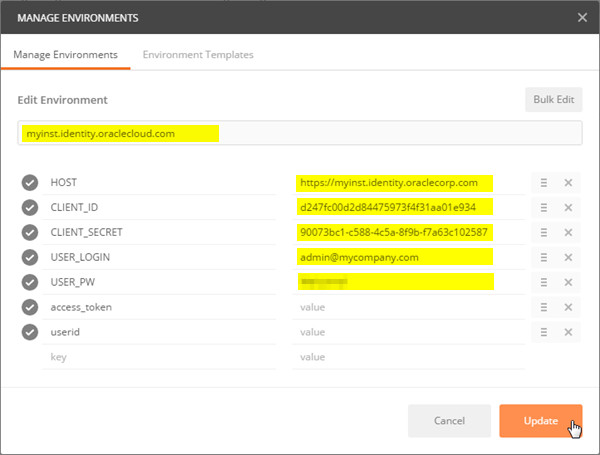 MANAGE ENVIRONMENTS
Manage Environments Environment Templates
Edit Environment Bulk Edit
myinst.identity.oraclecloud.com
HOST https://myinst.identity.oraclecorp.com
CLIENT_ID d247fc00d2d84475973f4f31aa01e934
CLIENT_SECRET 90073bc1-c588-4c5a-8f9b-f7a63c102587
USER_LOGIN admin@mycompany.com
USER_PW
access_token value
userid value
key value
Cancel Update